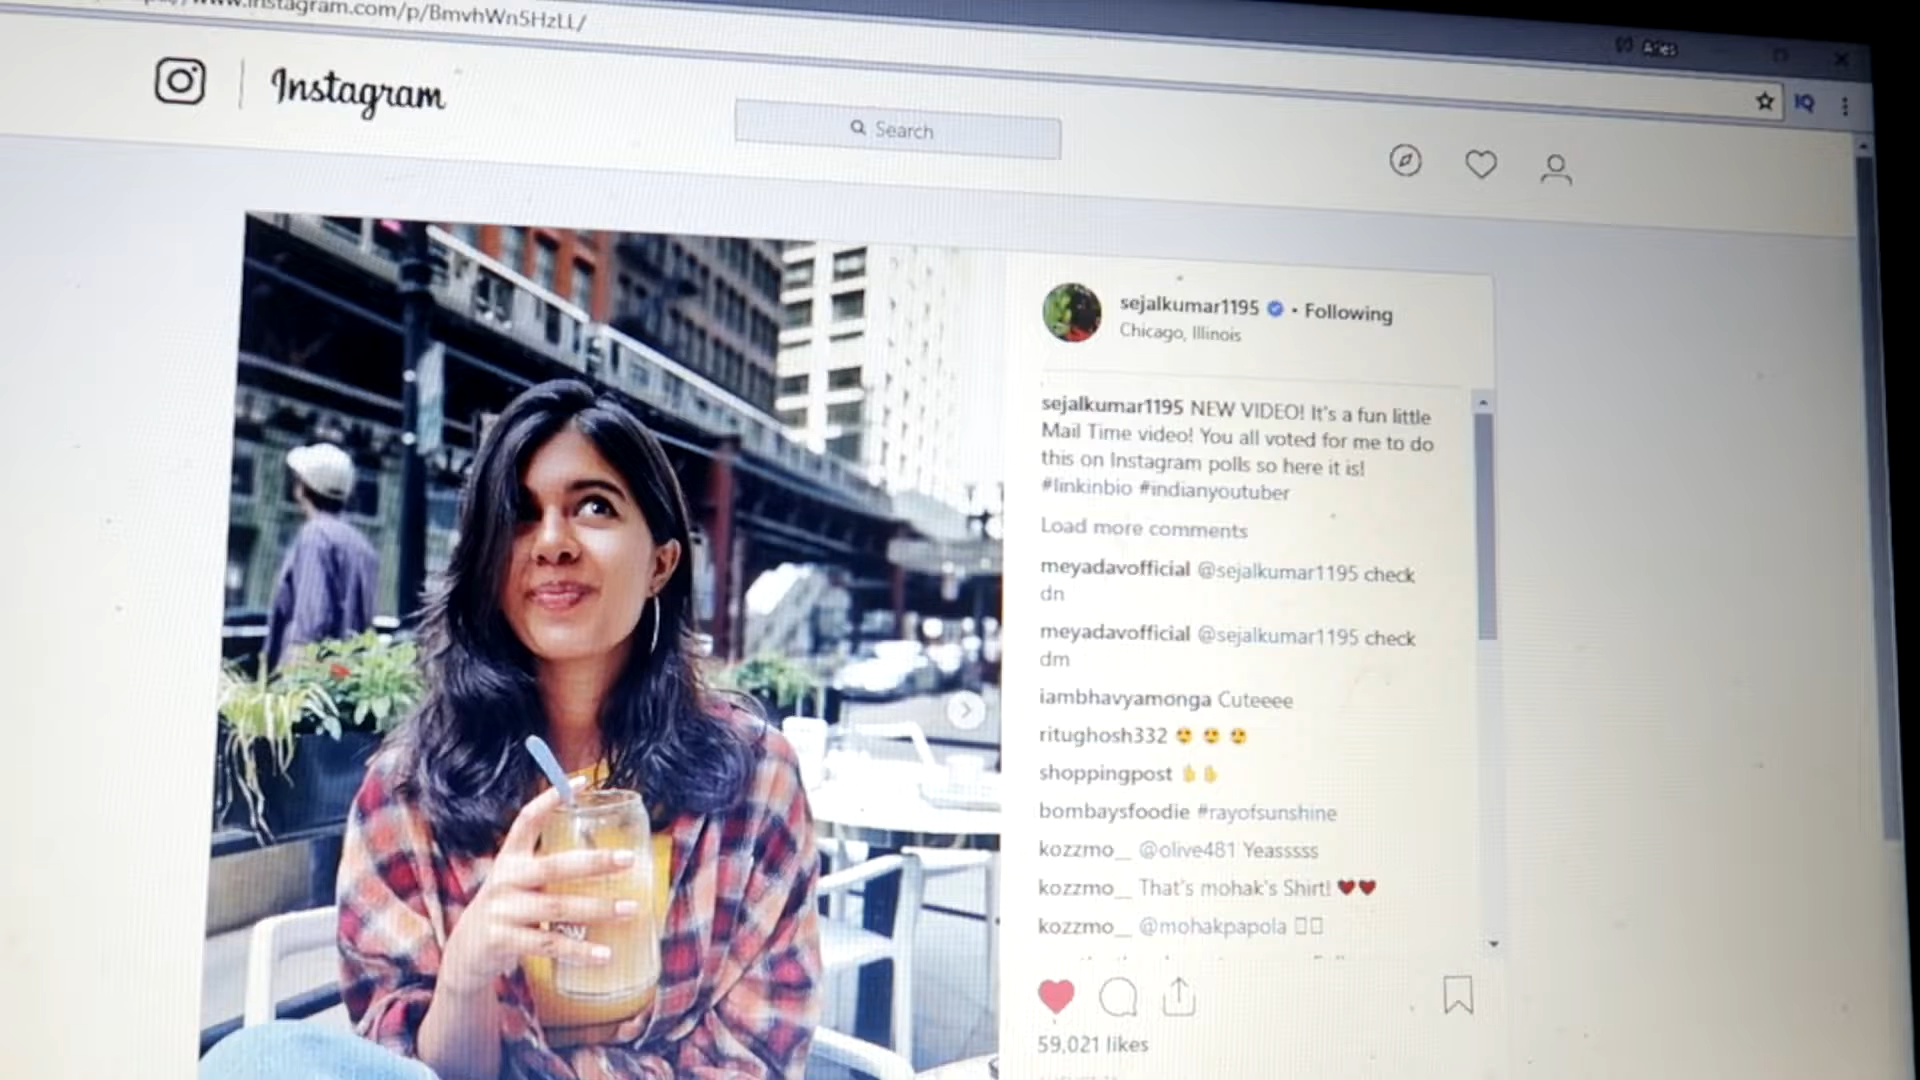 www.instagram.com/p/BmvhWn5HzLL/
Aries
IQ
Instagram
Search
sejalkumar1195 • Following
Chicago, Illinois
sejalkumar1195 NEW VIDEO! It's a fun little
Mail Time video! You all voted for me to do
this on Instagram polls so here it is!
#linkinbio #indianyoutuber
Load more comments
meyadavofficial @sejalkumar1195 check
dn
meyadavofficial @sejalkumar1195 check
dm
iambhavyamonga Cuteeee
ritughosh332 😍 😍 😍
shoppingpost 👍👍
bombaysfoodie #rayofsunshine
kozzmo__ @olive481 Yeasssss
kozzmo__ That's mohak's Shirt! ♥♥
kozzmo__ @mohakpapola
59,021 likes